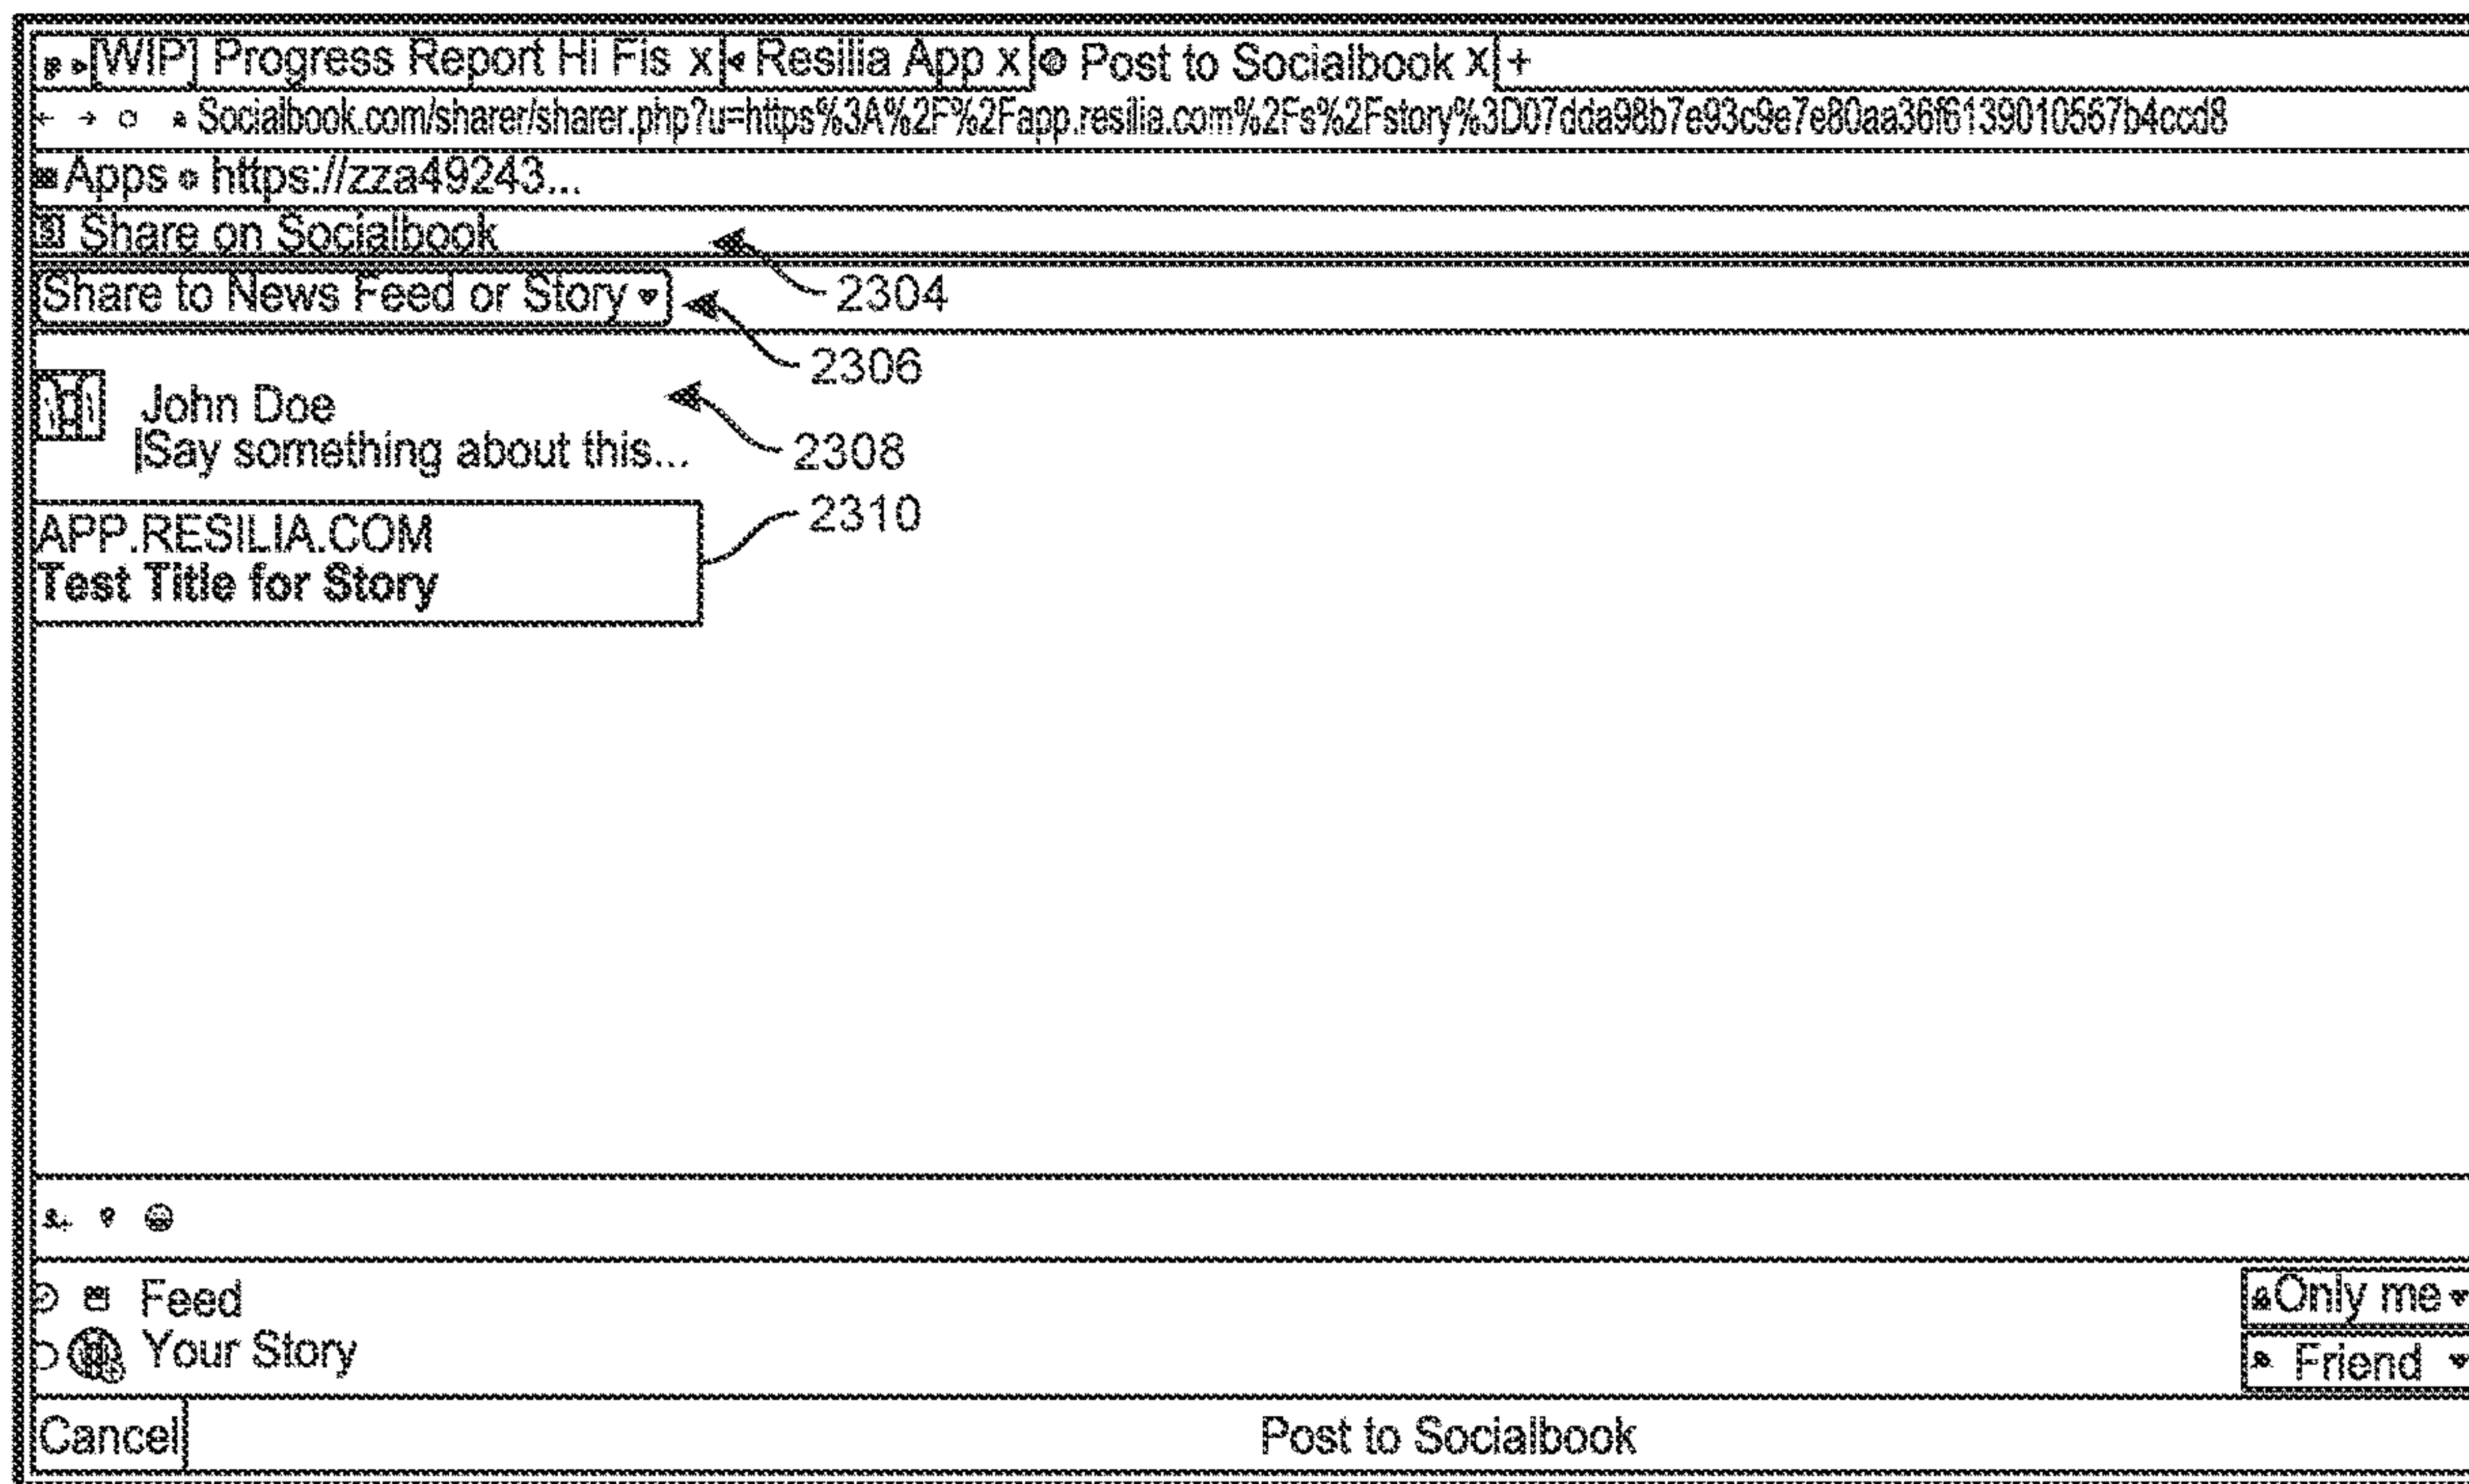 [WIP] Progress Report Hi Fis x Resilia App x Post to Socialbook X +
Socialbook.com/sharer/sharer.php?u=https%3A%2F%2Fapp.resilia.com%2Fs%2Fstory%3D07dda98b7e93c9e7e80aa36f6139010567b4ccd8
Apps https://zza49243...
Share on Socialbook
2304
Share to News Feed or Story
2306
John Doe
Say something about this...
2308
2310
APP.RESILIA.COM
Test Title for Story
Feed Only me
Your Story Friend
Cancel Post to Socialbook